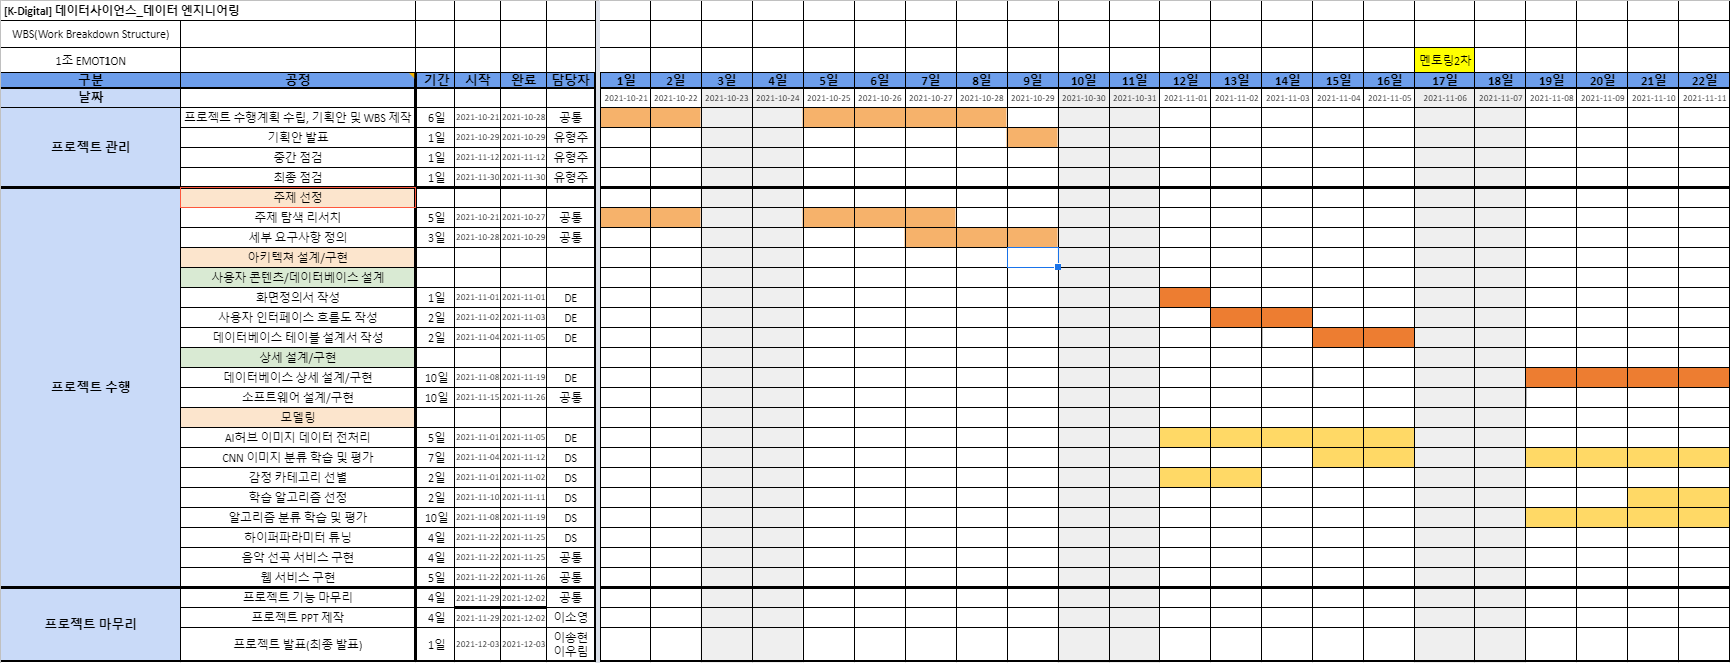 [K-Digital] 데이터사이언스_데이터 엔지니어링
WBS(Work Breakdown Structure)
1조 EMOT1ON 멘토링2차
구분 공정 기간 시작 완료 담당자 1일 2일 3일 4일 5일 6일 7일 8일 9일 10일 11일 12일 13일 14일 15일 16일 17일 18일 19일 20일 21일 22일
날짜 2021-10-21 2021-10-22 2021-10-23 2021-10-24 2021-10-25 2021-10-26 2021-10-27 2021-10-28 2021-10-29 2021-10-30 2021-10-31 2021-11-01 2021-11-02 2021-11-03 2021-11-04 2021-11-05 2021-11-06 2021-11-07 2021-11-08 2021-11-09 2021-11-10 2021-11-11
프로젝트 관리
프로젝트 수행계획 수립, 기획안 및 WBS 제작 6일 2021-10-21 2021-10-28 공통
기획안 발표 1일 2021-10-29 2021-10-29 유형주
중간 점검 1일 2021-11-12 2021-11-12 유형주
최종 점검 1일 2021-11-30 2021-11-30 유형주
프로젝트 수행
주제 선정
주제 탐색 리서치 5일 2021-10-21 2021-10-27 공통
세부 요구사항 정의 3일 2021-10-28 2021-10-29 공통
아키텍쳐 설계/구현
사용자 콘텐츠/데이터베이스 설계
화면정의서 작성 1일 2021-11-01 2021-11-01 DE
사용자 인터페이스 흐름도 작성 2일 2021-11-02 2021-11-03 DE
데이터베이스 테이블 설계서 작성 2일 2021-11-04 2021-11-05 DE
상세 설계/구현
데이터베이스 상세 설계/구현 10일 2021-11-08 2021-11-19 DE
소프트웨어 설계/구현 10일 2021-11-15 2021-11-26 공통
모델링
AI허브 이미지 데이터 전처리 5일 2021-11-01 2021-11-05 DE
CNN 이미지 분류 학습 및 평가 7일 2021-11-04 2021-11-12 DS
감정 카테고리 선별 2일 2021-11-01 2021-11-02 DS
학습 알고리즘 선정 2일 2021-11-10 2021-11-11 DS
알고리즘 분류 학습 및 평가 10일 2021-11-08 2021-11-19 DS
하이퍼파라미터 튜닝 4일 2021-11-22 2021-11-25 DS
음악 선곡 서비스 구현 4일 2021-11-22 2021-11-25 공통
웹 서비스 구현 5일 2021-11-22 2021-11-26 공통
프로젝트 마무리
프로젝트 기능 마무리 4일 2021-11-29 2021-12-02 공통
프로젝트 PPT 제작 4일 2021-11-29 2021-12-02 이소영
프로젝트 발표(최종 발표) 1일 2021-12-03 2021-12-03 이송현
이우림